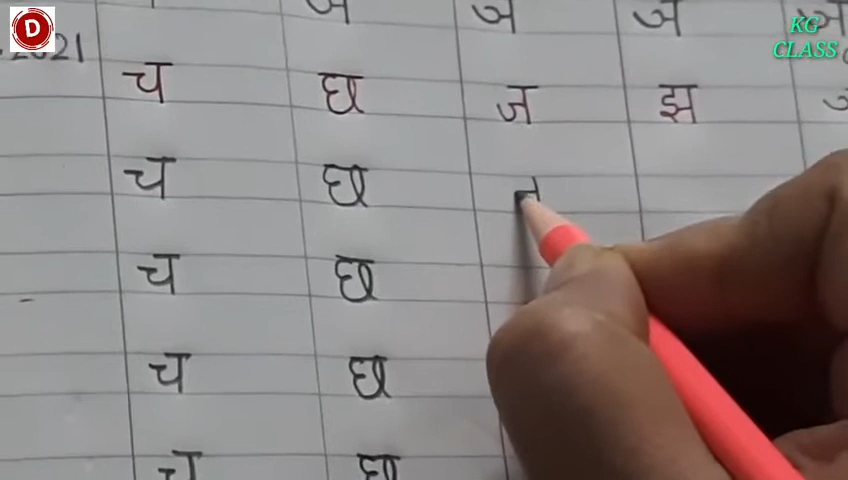 D
KG
CLASS
2021
ज ज ज
च छ ज झ
च छ
च छ
च छ
च छ